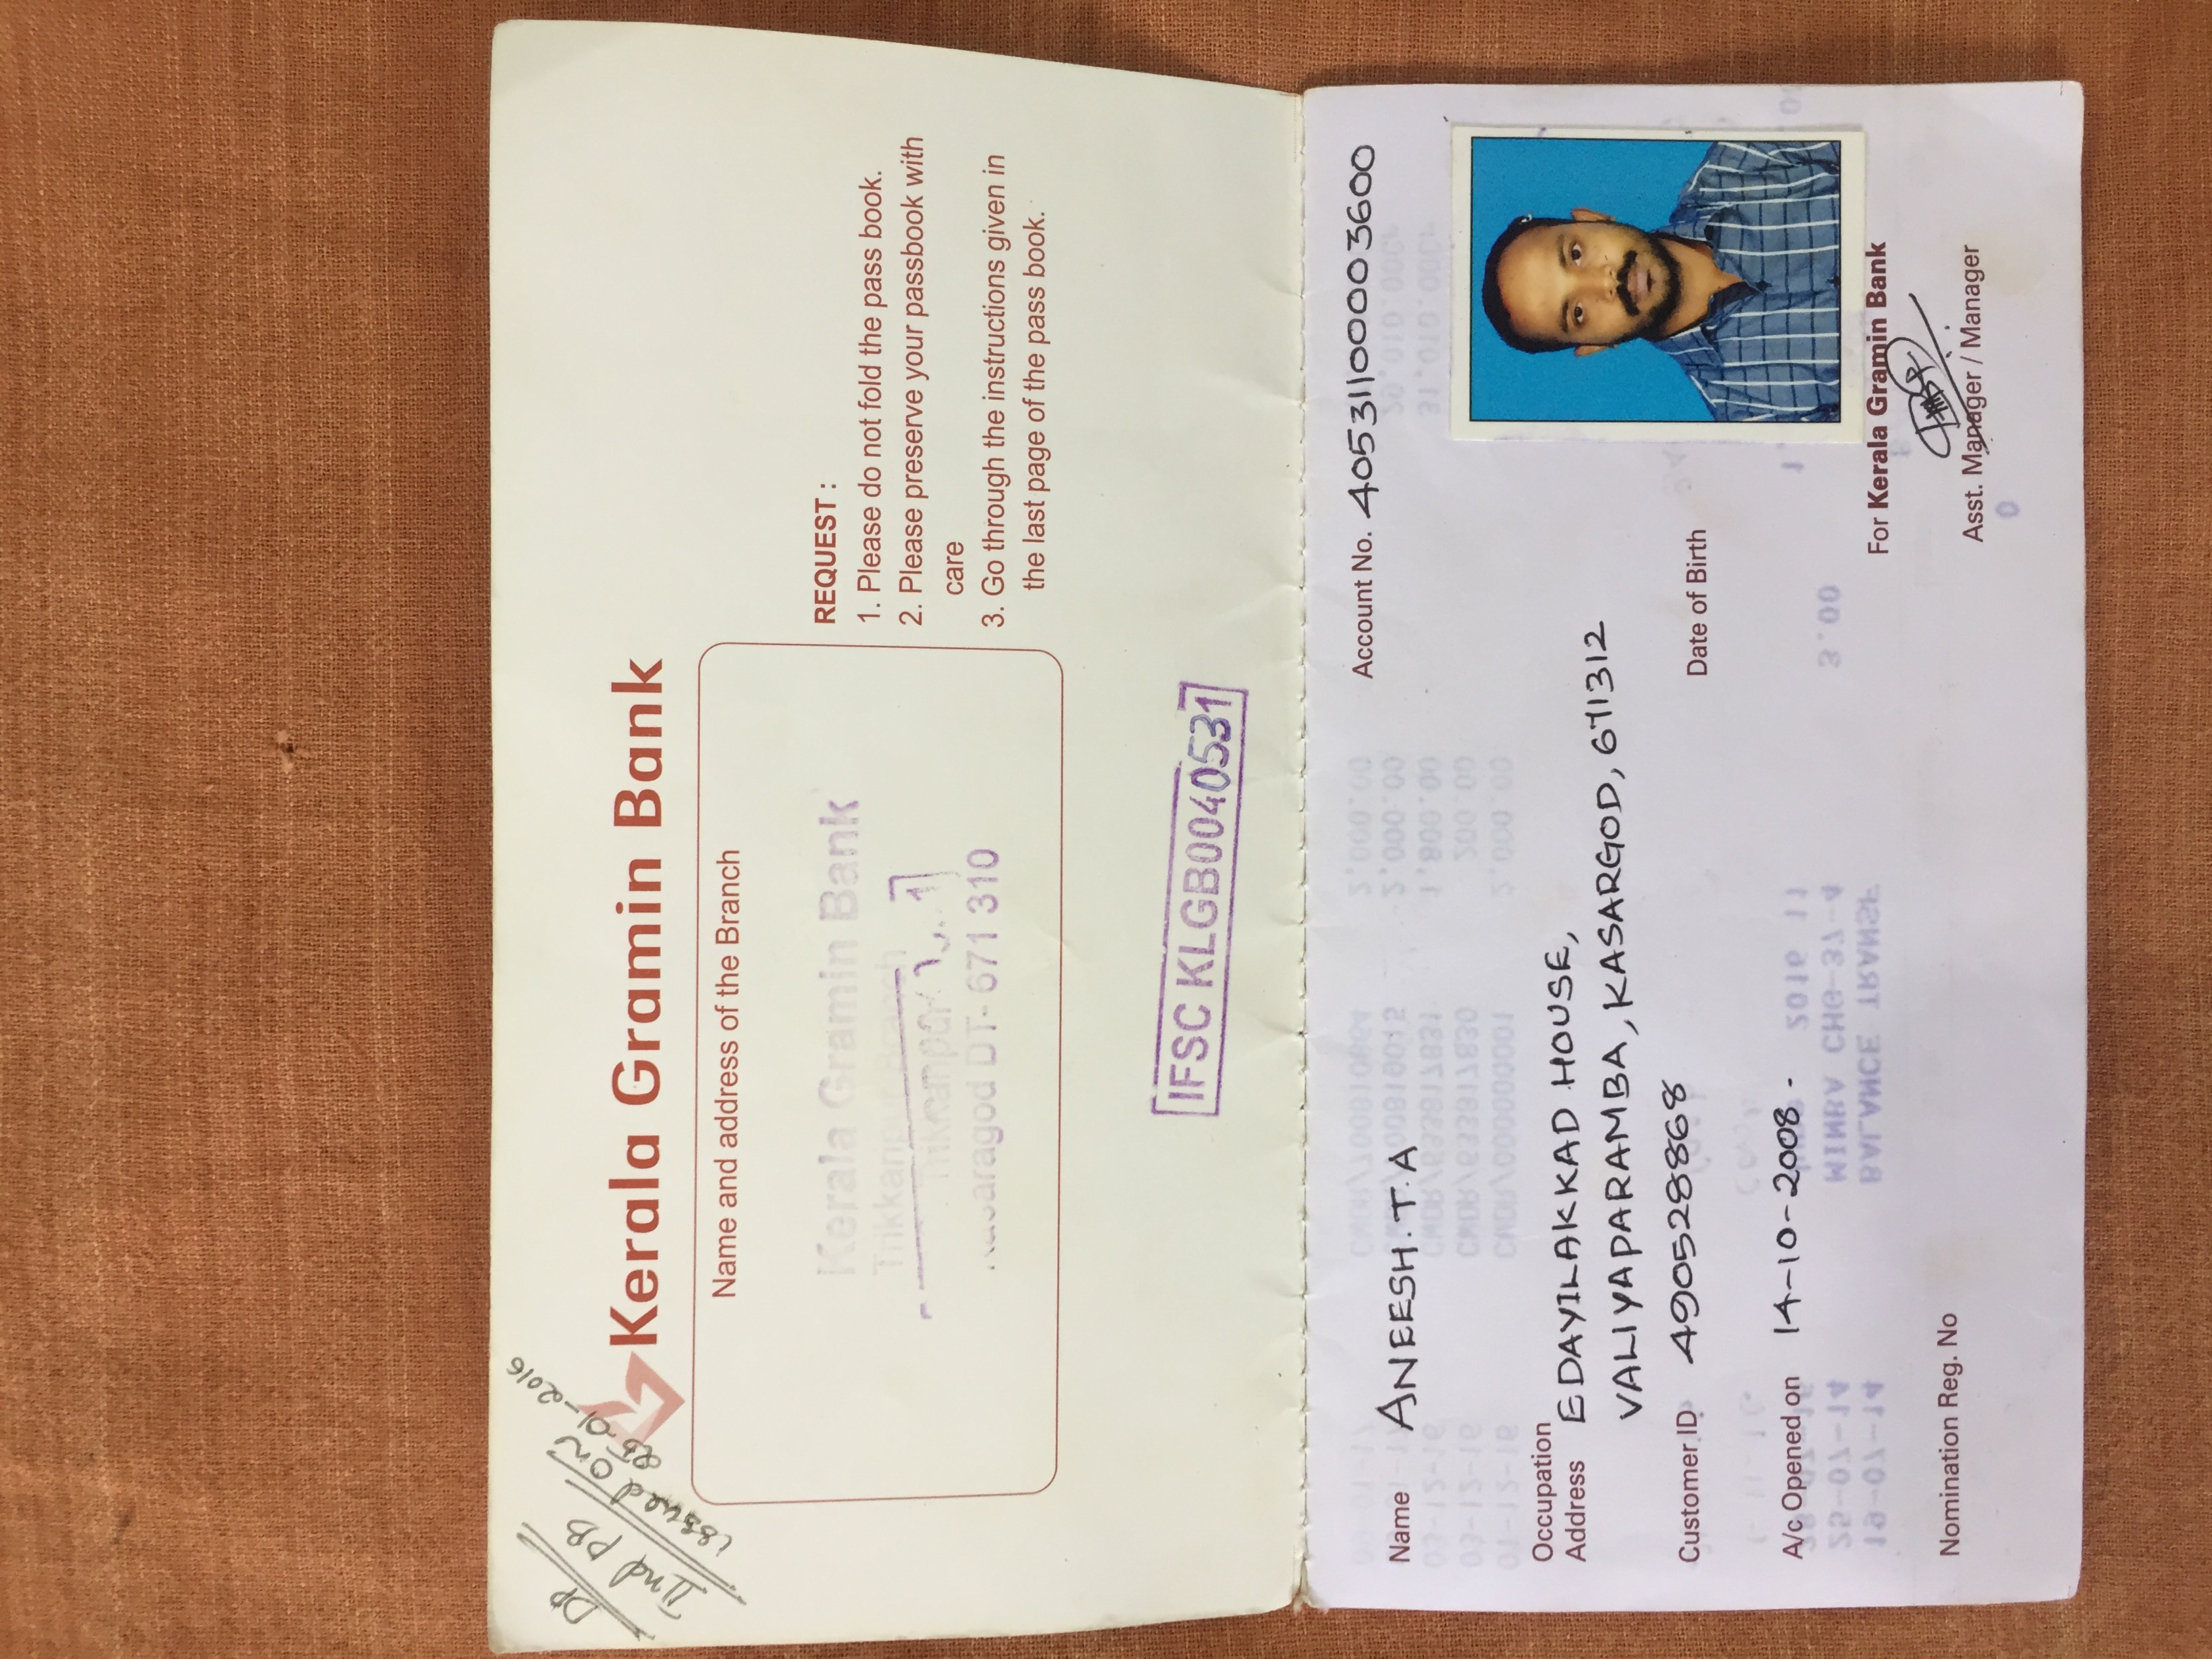 DP
IInd PB
issued on
25-01-2016
Kerala Gramin Bank
Name and address of the Branch
Kerala Gramin Bank
Trikkaripur Branch
Trikkaripur
Kasaragod DT- 671 310
REQUEST :
1. Please do not fold the pass book.
2. Please preserve your passbook with
care
3. Go through the instructions given in
the last page of the pass book.
IFSC KLGB0040531
Account No. 40531100003600
Name ANEESH. T. A
Occupation
Address EDAYILAKKAD HOUSE,
VALIYAPARAMBA, KASARGOD, 671312
Customer ID 490528868
Date of Birth
A/c Opened on 14-10-2008.
For Kerala Gramin Bank
Nomination Reg. No
Asst. Manager / Manager